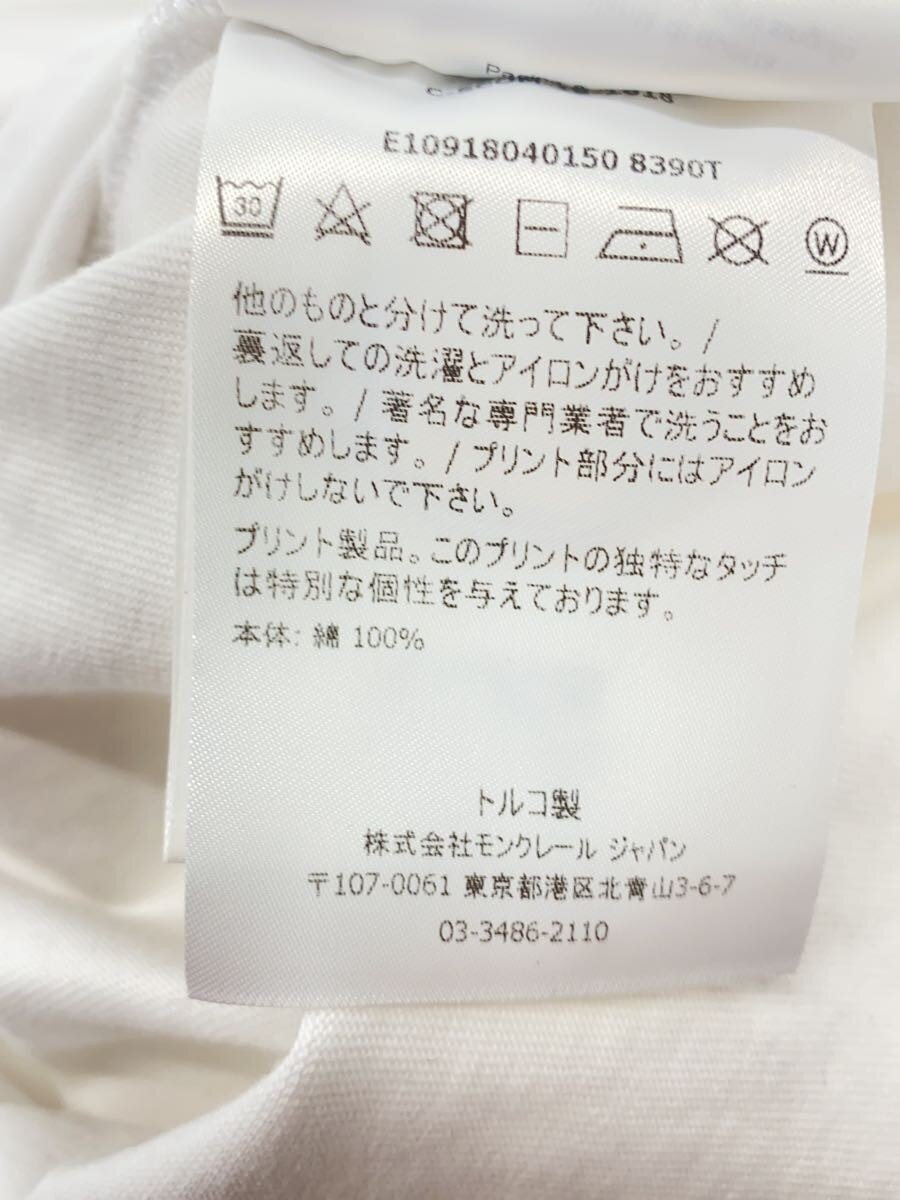 E10918040150 8390T
30
W
他のものと分けて洗って下さい。/
裏返しての洗濯とアイロンがけをおすすめ
します。/ 著名な専門業者で洗うことをお
すすめします。/ プリント部分にはアイロン
がけしないで下さい。
プリント製品。このプリントの独特なタッチ
は特別な個性を与えております。
本体: 綿 100%
トルコ製
株式会社モンクレール ジャパン
〒107-0061 東京都港区北青山3-6-7
03-3486-2110